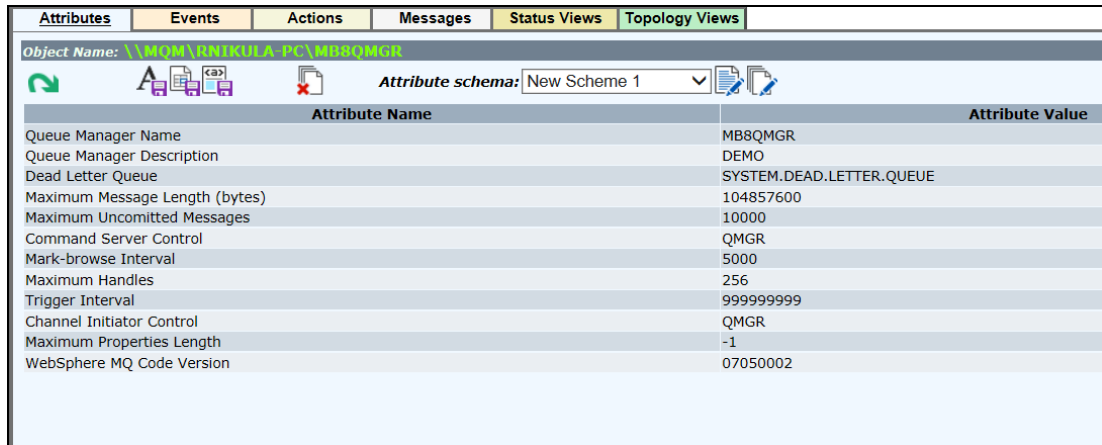 Attributes Events Actions Messages Status Views Topology Views
Object Name: \\MQM\RNIKULA-PC\MB8QMGR
A <a> Attribute schema: New Scheme 1
Attribute Name Attribute Value
Queue Manager Name MB8QMGR
Queue Manager Description DEMO
Dead Letter Queue SYSTEM.DEAD.LETTER.QUEUE
Maximum Message Length (bytes) 104857600
Maximum Uncomitted Messages 10000
Command Server Control QMGR
Mark-browse Interval 5000
Maximum Handles 256
Trigger Interval 999999999
Channel Initiator Control QMGR
Maximum Properties Length -1
WebSphere MQ Code Version 07050002